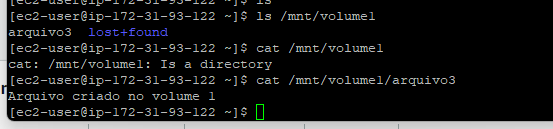 [ec2-user@ip-172-31-93-122 ~]$ ls
[ec2-user@ip-172-31-93-122 ~]$ ls /mnt/volume1
arquivo3  lost+found
[ec2-user@ip-172-31-93-122 ~]$ cat /mnt/volume1
cat: /mnt/volume1: Is a directory
[ec2-user@ip-172-31-93-122 ~]$ cat /mnt/volume1/arquivo3
Arquivo criado no volume 1
[ec2-user@ip-172-31-93-122 ~]$